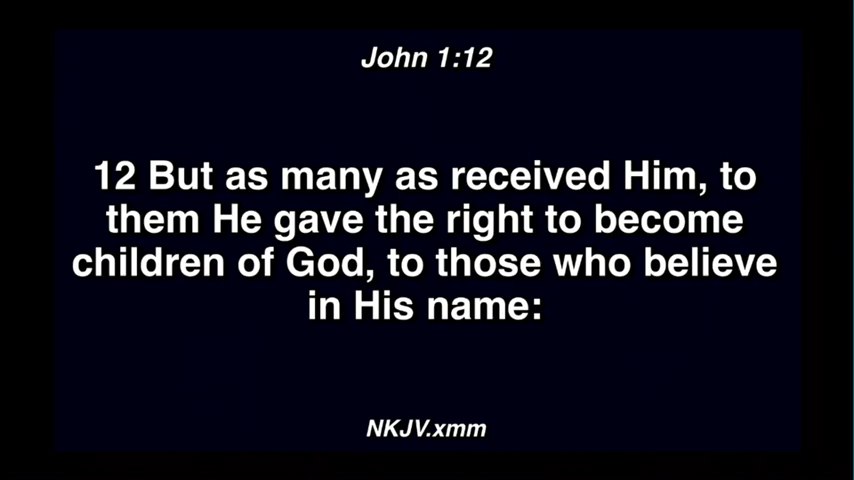 John 1:12
12 But as many as received Him, to
them He gave the right to become
children of God, to those who believe
in His name:
NKJV.xmm